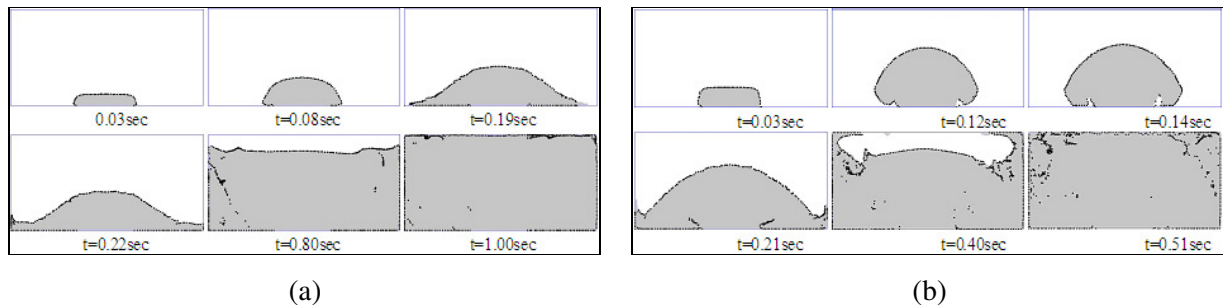 0.03sec t=0.08sec t=0.19sec
t=0.22sec t=0.80sec t=1.00sec
(a)
t=0.03sec t=0.12sec t=0.14sec
t=0.21sec t=0.40sec t=0.51sec
(b)